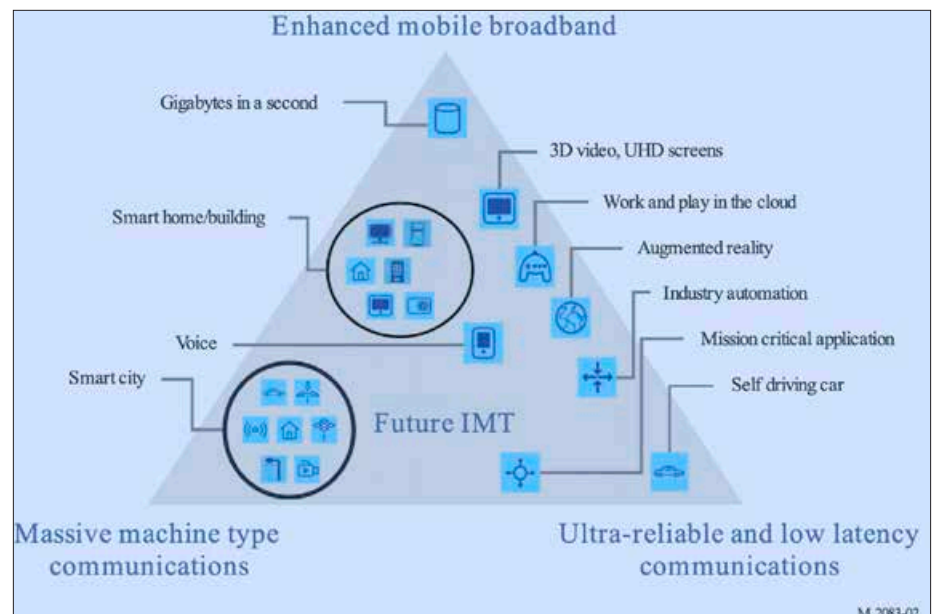 Enhanced mobile broadband
Gigabytes in a second
3D video, UHD screens
Work and play in the cloud
Smart home/building
Augmented reality
Industry automation
Mission critical application
Voice
Smart city
Self driving car
Future IMT
Massive machine type
communications
Ultra-reliable and low latency
communications
M.2083-02